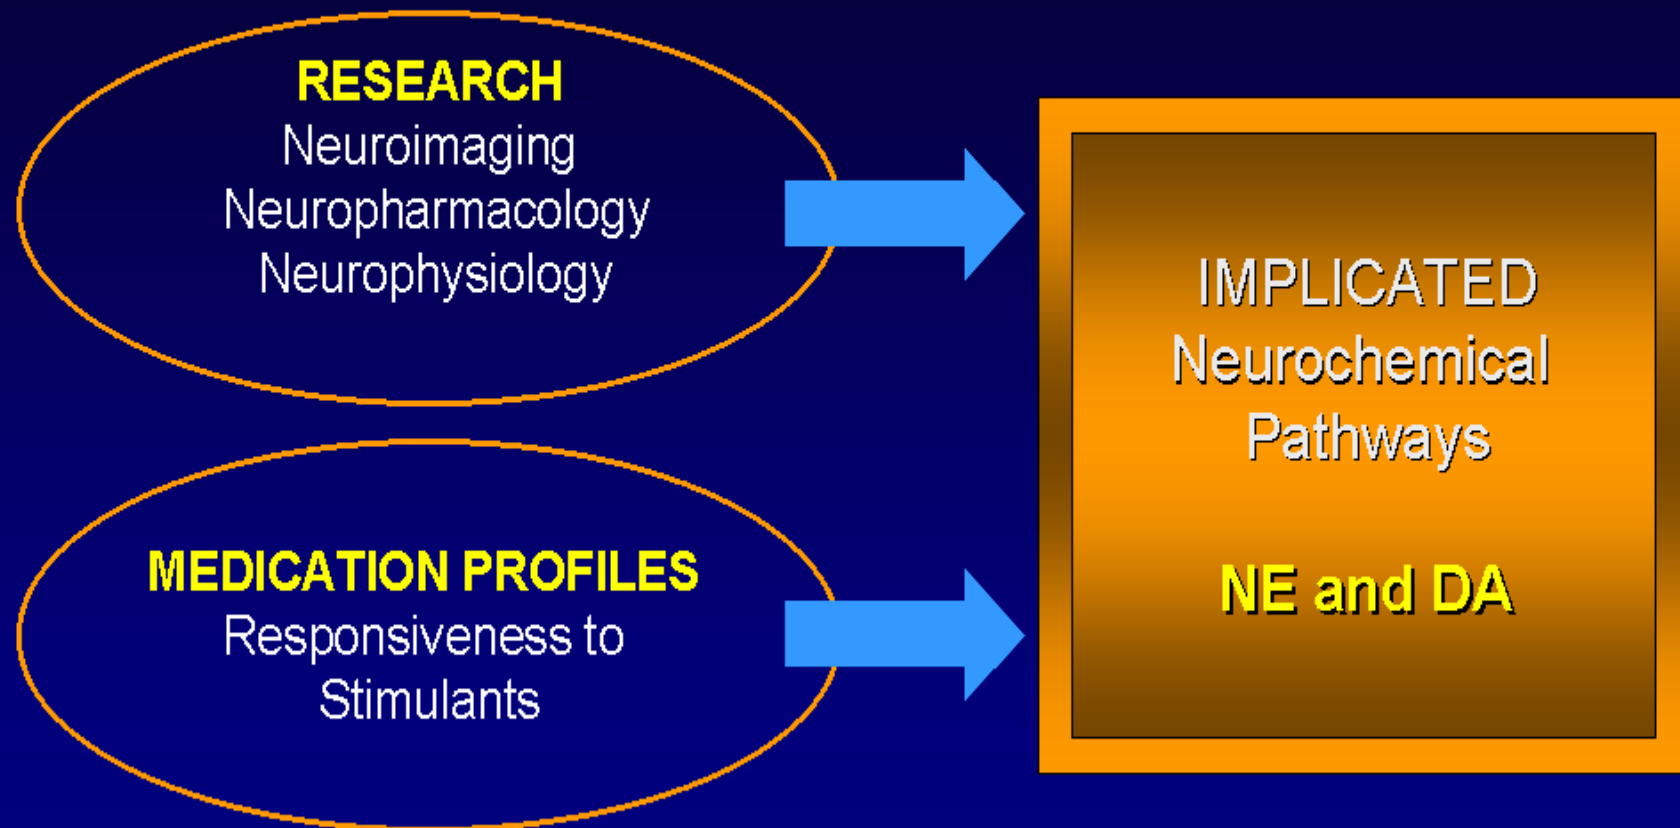 RESEARCH
Neuroimaging
Neuropharmacology
Neurophysiology
MEDICATION PROFILES
Responsiveness to
Stimulants
IMPLICATED
Neurochemical
Pathways
NE and DA